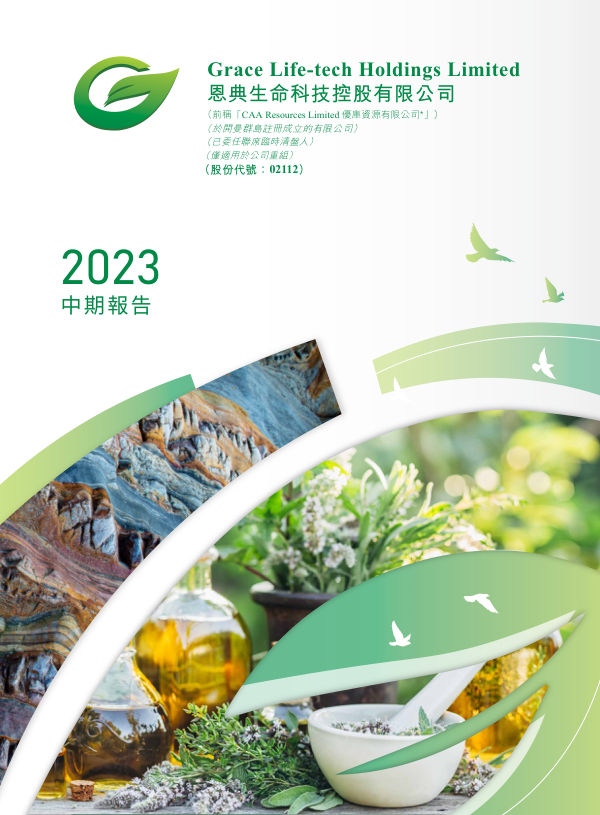 Grace Life-tech Holdings Limited
恩典生命科技控股有限公司
（前稱「CAA Resources Limited 優庫資源有限公司*」）
（於開曼群島註冊成立的有限公司）
（已委任聯席臨時清盤人）
（僅適用於公司重組）
（股份代號：02112）
2023
中期報告